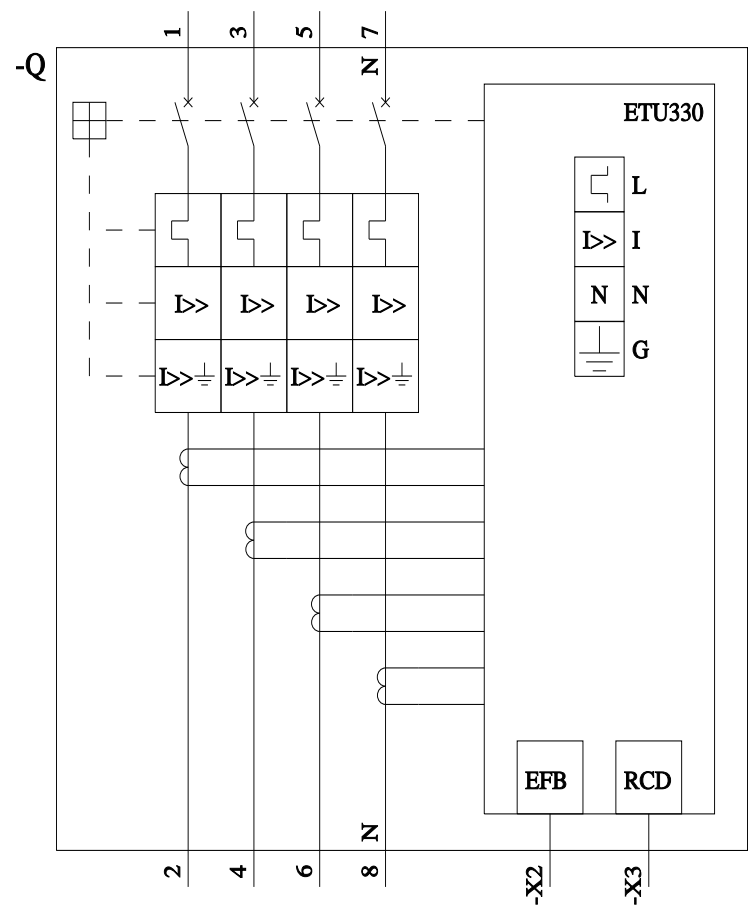 1 3 5 7
-Q
N
ETU330
L
I>> I
N N
G
I>> I>> I>> I>>
I>> I>> I>> I>>
EFB RCD
N
2 4 6 8
-X2 -X3